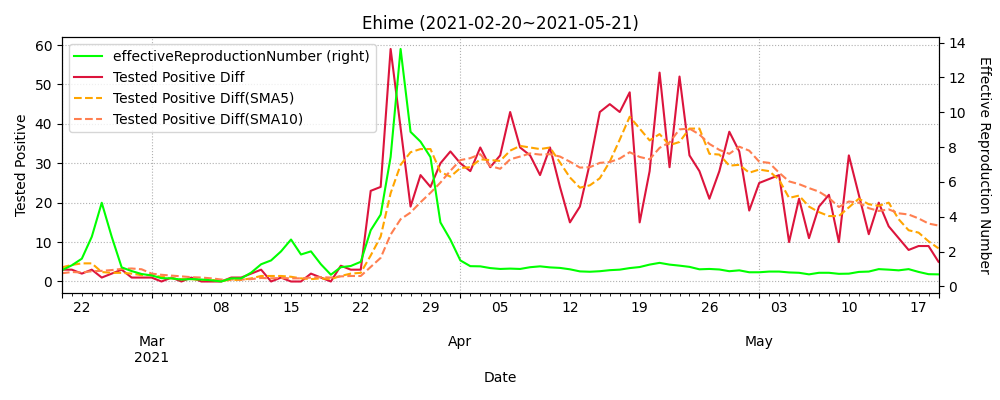 Ehime (2021-02-20~2021-05-21)
effectiveReproductionNumber (right)
Tested Positive Diff
Tested Positive Diff(SMA5)
Tested Positive Diff(SMA10)
Tested Positive
60
50
40
30
20
10
0
Effective Reproduction Number
14
12
10
8
6
4
2
0
22 08 15 22 29 05 12 19 26 03 10 17
Mar Apr May
2021
Date